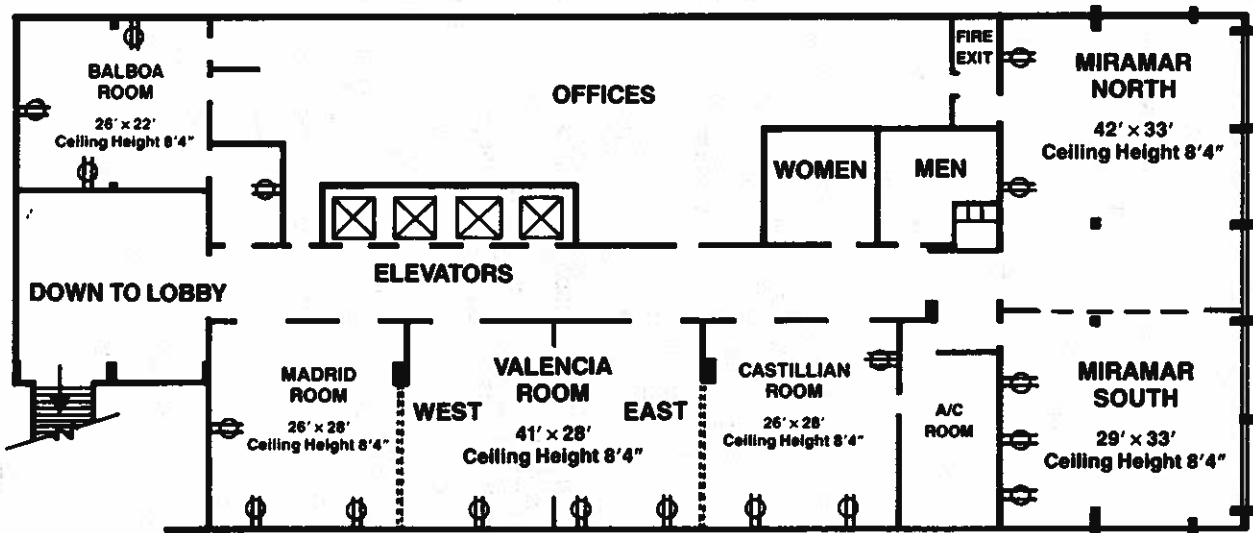 BALBOA
ROOM
26' x 22'
Ceiling Height 8'4"
OFFICES
FIRE
EXIT
MIRAMAR
NORTH
42' x 33'
Ceiling Height 8'4"
WOMEN
MEN
ELEVATORS
DOWN TO LOBBY
MADRID
ROOM
26' x 28'
Ceiling Height 8'4"
VALENCIA
ROOM
WEST
EAST
41' x 28'
Ceiling Height 8'4"
CASTILLIAN
ROOM
26' x 28'
Ceiling Height 8'4"
A/C
ROOM
MIRAMAR
SOUTH
29' x 33'
Ceiling Height 8'4"